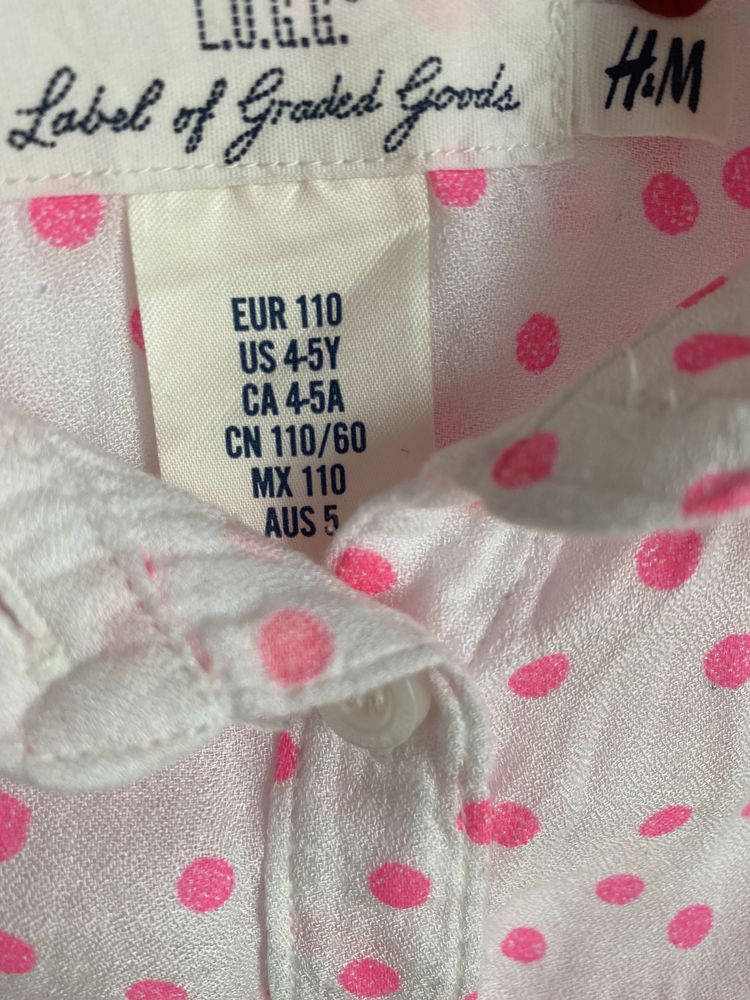 L.O.G.G.
Label of Graded Goods
H&M
EUR 110
US 4-5Y
CA 4-5A
CN 110/60
MX 110
AUS 5